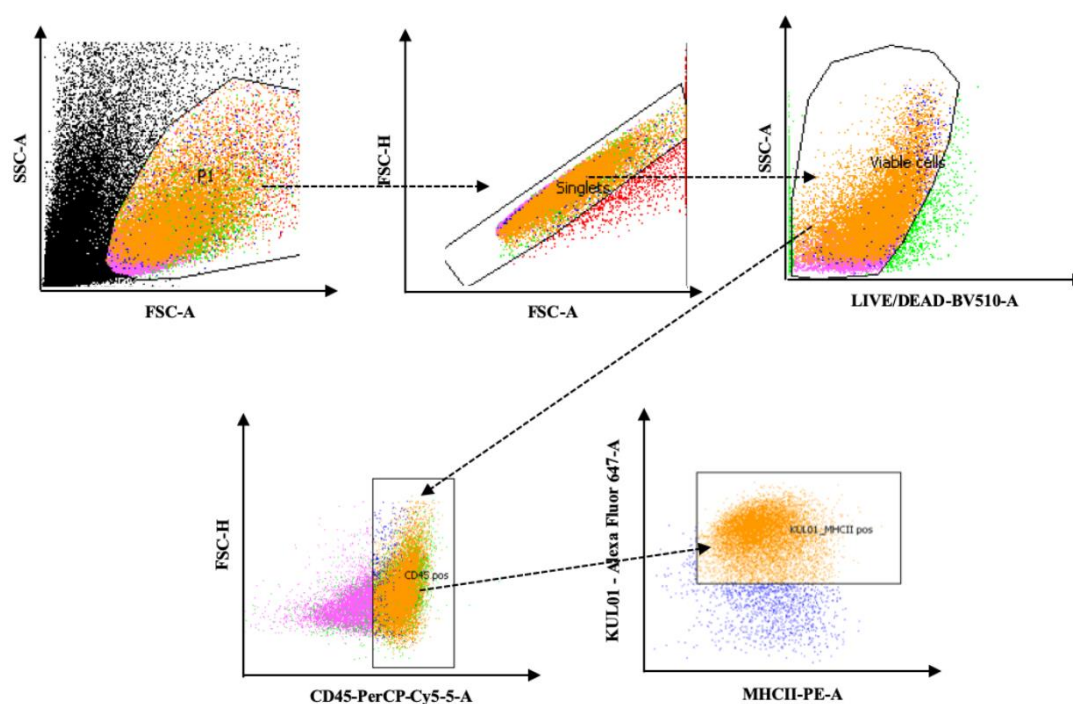 SSC-A
P1
FSC-A
FSC-H
Singlets
FSC-A
SSC-A
Viable cells
LIVE/DEAD-BV510-A
FSC-H
CD45 pos
CD45-PerCP-Cy5-5-A
KUL01 - Alexa Fluor 647-A
KUL01_MHCII pos
MHCII-PE-A